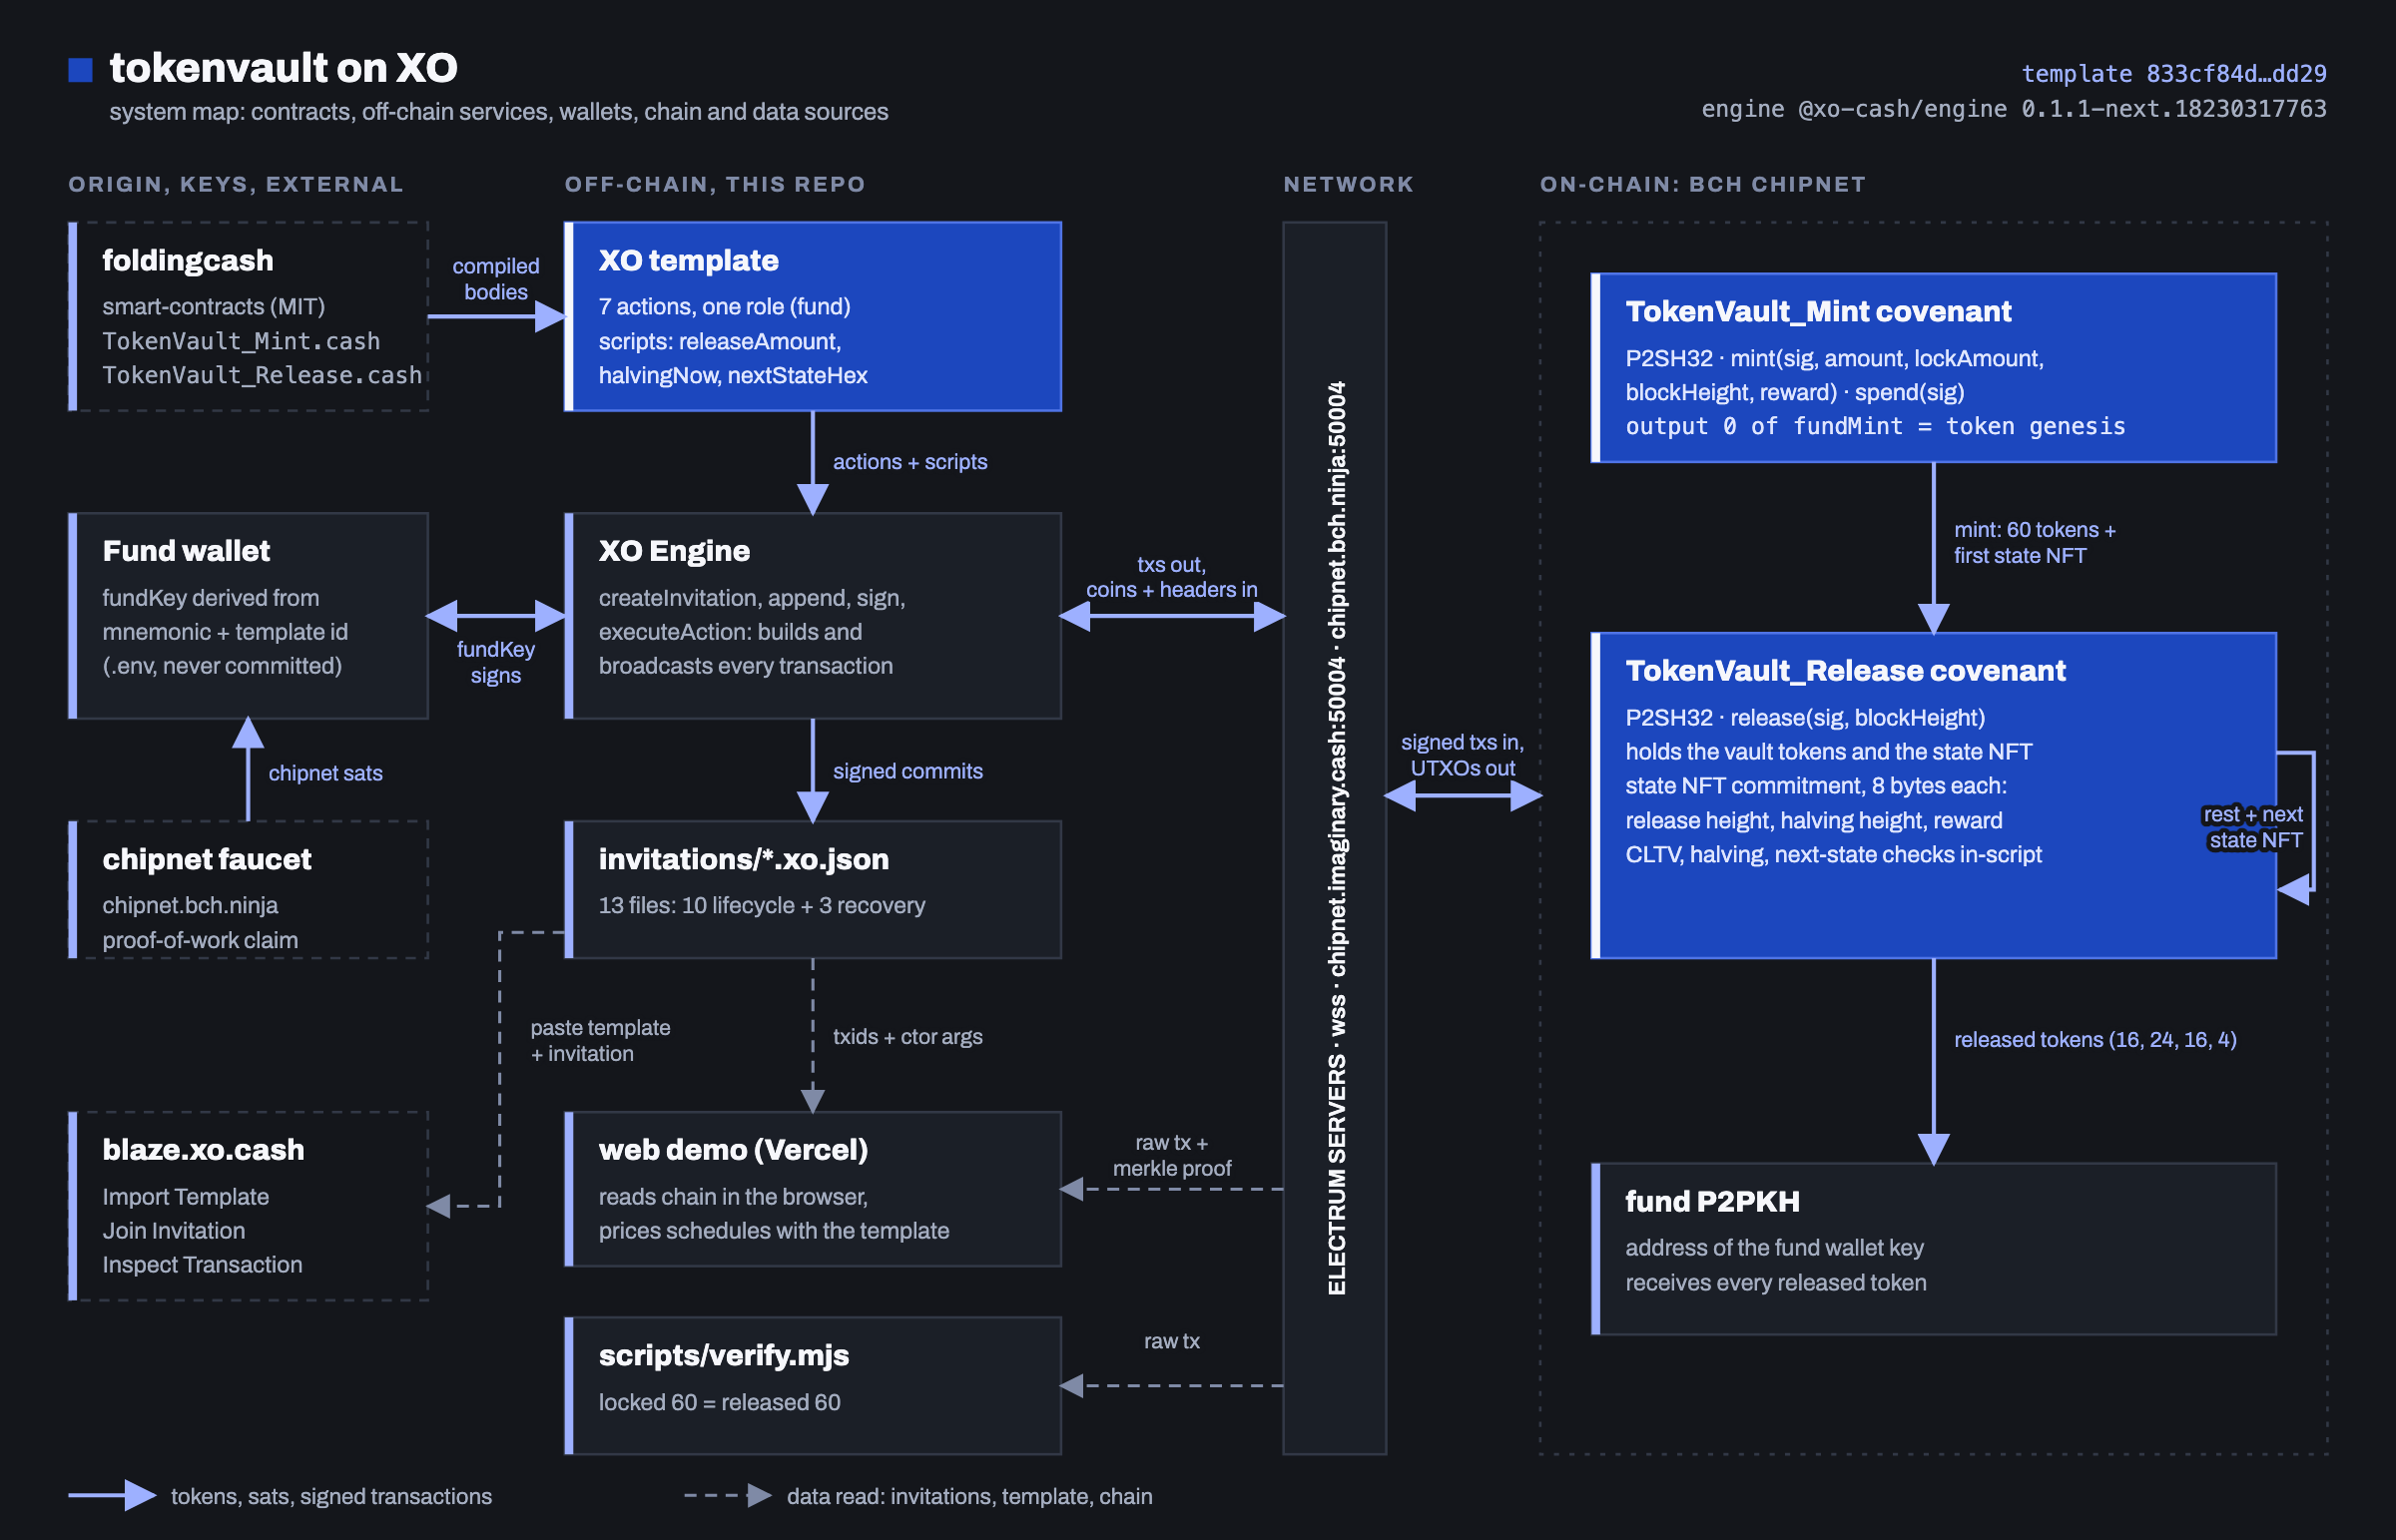 tokenvault on XO
system map: contracts, off-chain services, wallets, chain and data sources
template 833cf84d…dd29
engine @xo-cash/engine 0.1.1-next.18230317763
ORIGIN, KEYS, EXTERNAL
OFF-CHAIN, THIS REPO
NETWORK
ON-CHAIN: BCH CHIPNET
foldingcash
smart-contracts (MIT)
TokenVault_Mint.cash
TokenVault_Release.cash
compiled
bodies
XO template
7 actions, one role (fund)
scripts: releaseAmount,
halvingNow, nextStateHex
actions + scripts
Fund wallet
fundKey derived from
mnemonic + template id
(.env, never committed)
fundKey
signs
XO Engine
createInvitation, append, sign,
executeAction: builds and
broadcasts every transaction
txs out,
coins + headers in
chipnet sats
signed commits
chipnet faucet
chipnet.bch.ninja
proof-of-work claim
invitations/*.xo.json
13 files: 10 lifecycle + 3 recovery
paste template
+ invitation
txids + ctor args
blaze.xo.cash
Import Template
Join Invitation
Inspect Transaction
web demo (Vercel)
reads chain in the browser,
prices schedules with the template
raw tx +
merkle proof
scripts/verify.mjs
locked 60 = released 60
raw tx
ELECTRUM SERVERS · wss · chipnet.imaginary.cash:50004 · chipnet.bch.ninja:50004
signed txs in,
UTXOs out
TokenVault_Mint covenant
P2SH32 · mint(sig, amount, lockAmount,
blockHeight, reward) · spend(sig)
output 0 of fundMint = token genesis
mint: 60 tokens +
first state NFT
TokenVault_Release covenant
P2SH32 · release(sig, blockHeight)
holds the vault tokens and the state NFT
state NFT commitment, 8 bytes each:
release height, halving height, reward
CLTV, halving, next-state checks in-script
rest + next
state NFT
released tokens (16, 24, 16, 4)
fund P2PKH
address of the fund wallet key
receives every released token
tokens, sats, signed transactions
data read: invitations, template, chain